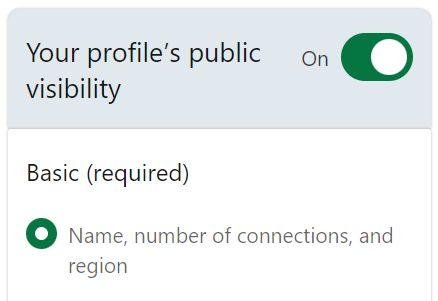 Your profile’s public
On
visibility
Basic (required)
Name, number of connections, and
region